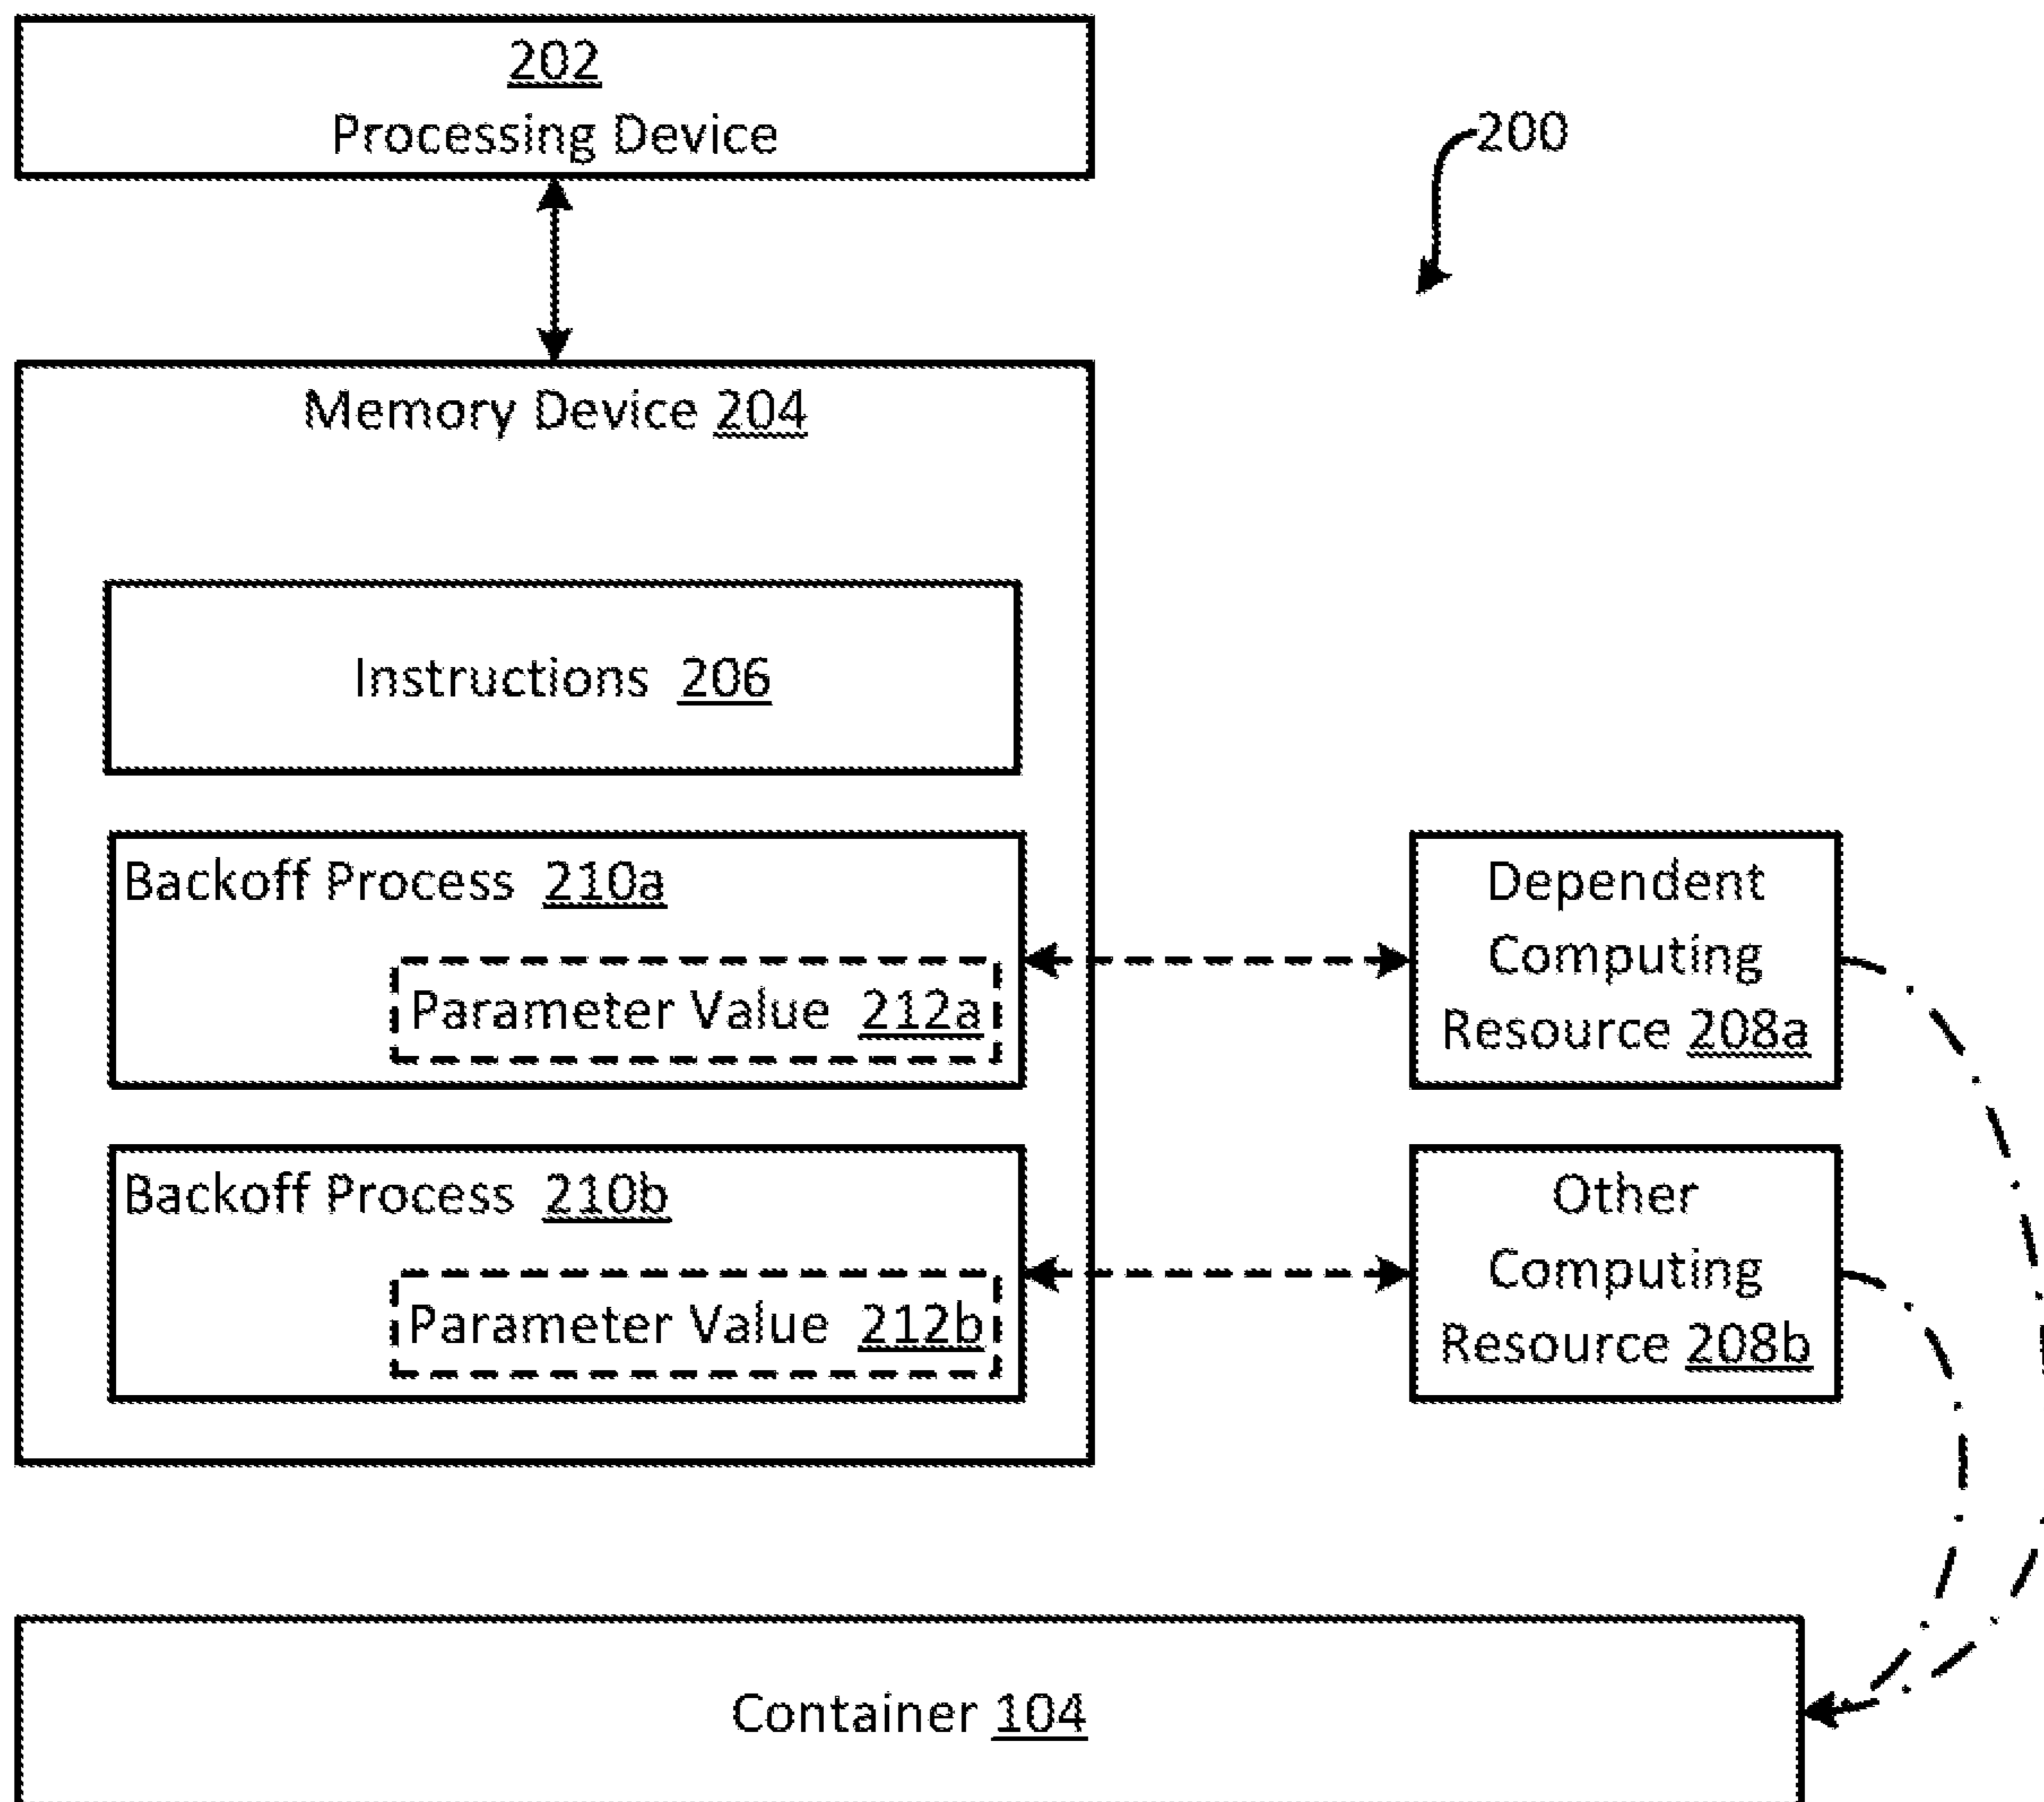 202
Processing Device
200
Memory Device 204
Instructions 206
Backoff Process 210a
Parameter Value 212a
Dependent
Computing
Resource 208a
Backoff Process 210b
Parameter Value 212b
Other
Computing
Resource 208b
Container 104